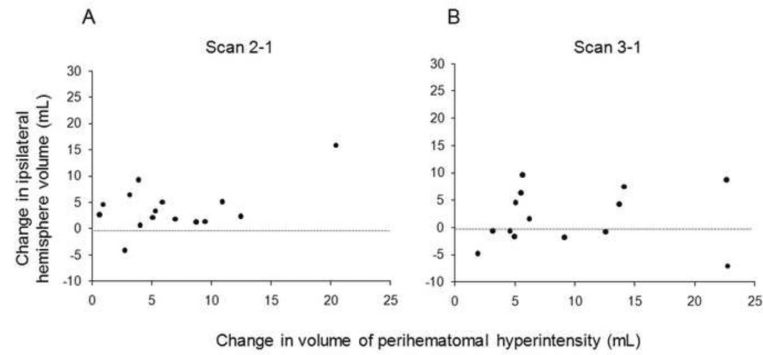 A
B
Scan 2-1
Scan 3-1
Change in ipsilateral
hemisphere volume (mL)
30
25
20
15
10
5
0
-5
-10
0 5 10 15 20 25
30
25
20
15
10
5
0
-5
-10
0 5 10 15 20 25
Change in volume of perihematomal hyperintensity (mL)